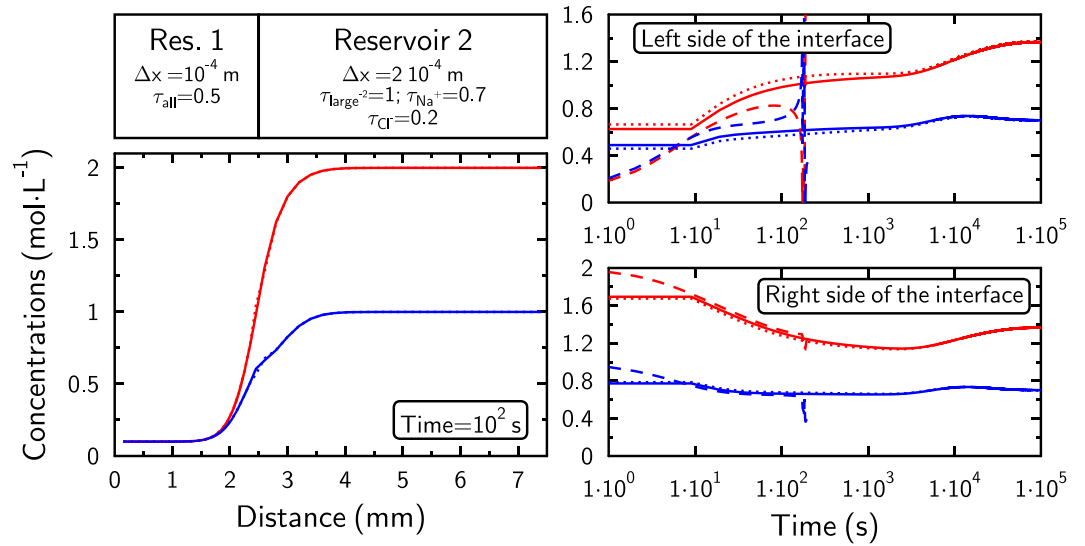 Res. 1
Δx =10⁻⁴ m
τall=0.5
Reservoir 2
Δx =2 10⁻⁴ m
τlarge⁻²=1; τNa⁺=0.7
τCl⁻=0.2
Concentrations (mol·L⁻¹)
2
1.5
1
0.5
0
Time=10² s
0 1 2 3 4 5 6 7
Distance (mm)
Left side of the interface
1.6
1.2
0.8
0.4
0
1·10⁰ 1·10¹ 1·10² 1·10³ 1·10⁴ 1·10⁵
Right side of the interface
2
1.6
1.2
0.8
0.4
0
1·10⁰ 1·10¹ 1·10² 1·10³ 1·10⁴ 1·10⁵
Time (s)